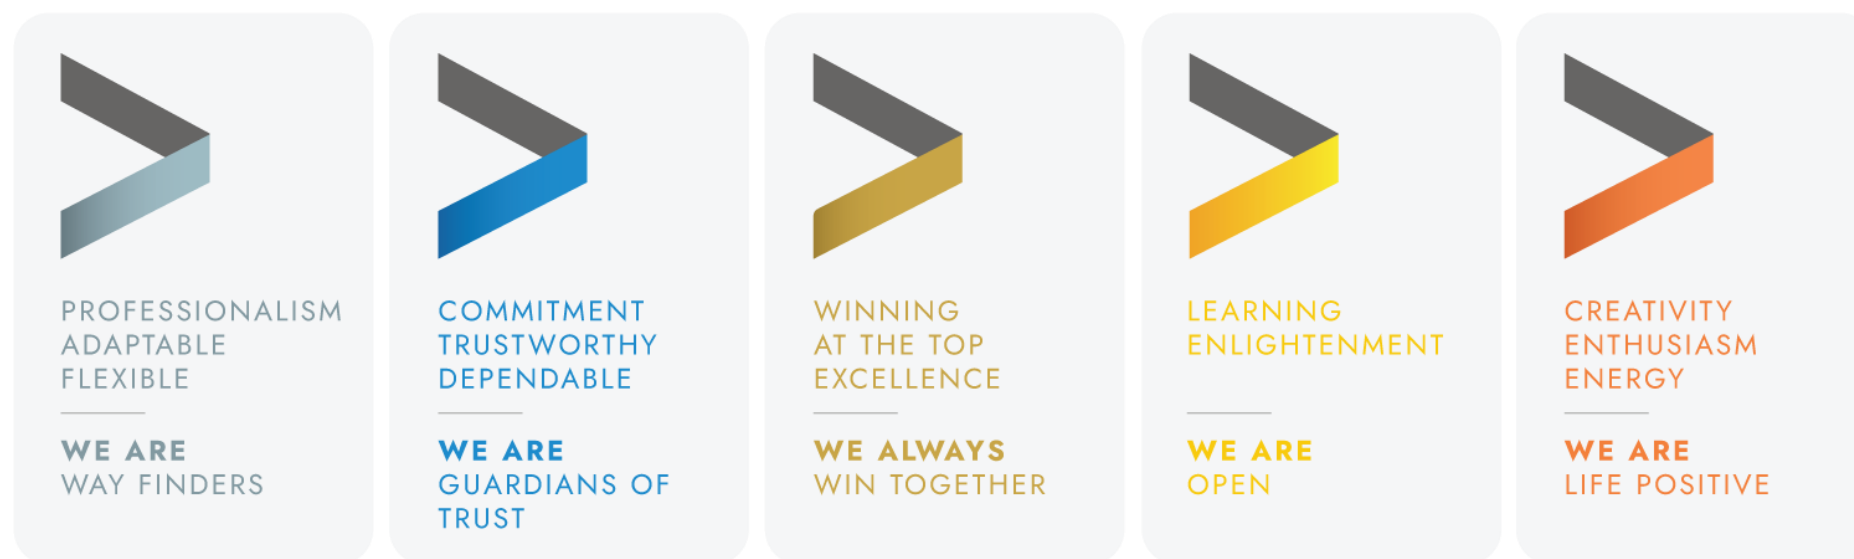 PROFESSIONALISM
ADAPTABLE
FLEXIBLE
WE ARE
WAY FINDERS
COMMITMENT
TRUSTWORTHY
DEPENDABLE
WE ARE
GUARDIANS OF
TRUST
WINNING
AT THE TOP
EXCELLENCE
WE ALWAYS
WIN TOGETHER
LEARNING
ENLIGHTENMENT
WE ARE
OPEN
CREATIVITY
ENTHUSIASM
ENERGY
WE ARE
LIFE POSITIVE